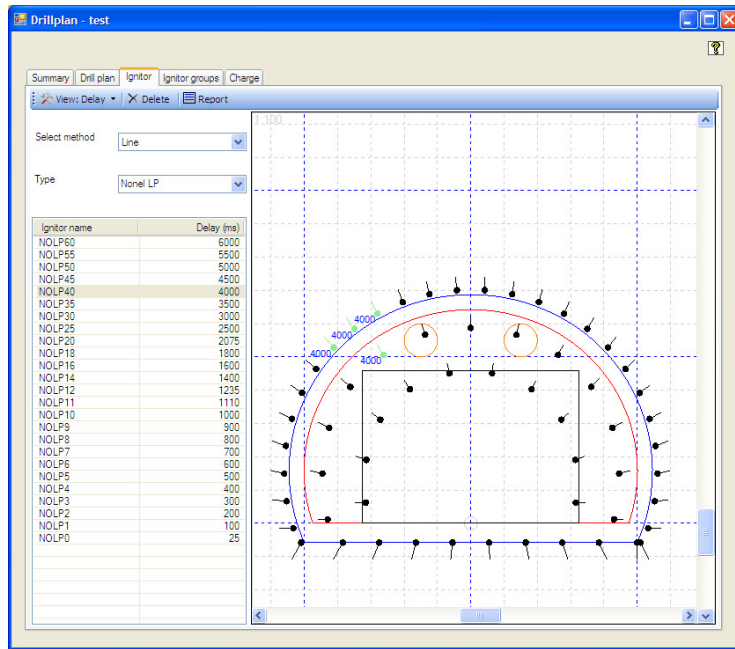 Drillplan - test
Summary Drill plan Ignitor Ignitor groups Charge
View: Delay Delete Report
Select method Line
Type Nonel LP
Ignitor name Delay (ms)
NOLP60 6000
NOLP55 5500
NOLP50 5000
NOLP45 4500
NOLP40 4000
NOLP35 3500
NOLP30 3000
NOLP25 2500
NOLP20 2075
NOLP18 1800
NOLP16 1600
NOLP14 1400
NOLP12 1235
NOLP11 1110
NOLP10 1000
NOLP9 900
NOLP8 800
NOLP7 700
NOLP6 600
NOLP5 500
NOLP4 400
NOLP3 300
NOLP2 200
NOLP1 100
NOLP0 25
1:100
4000
4000
4000
4000